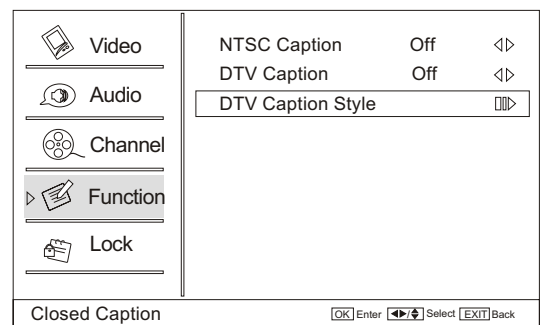 Video
Audio
Channel
Function
Lock
NTSC Caption Off
DTV Caption Off
DTV Caption Style
Closed Caption
OK Enter ◀▶/▲▼ Select EXIT Back